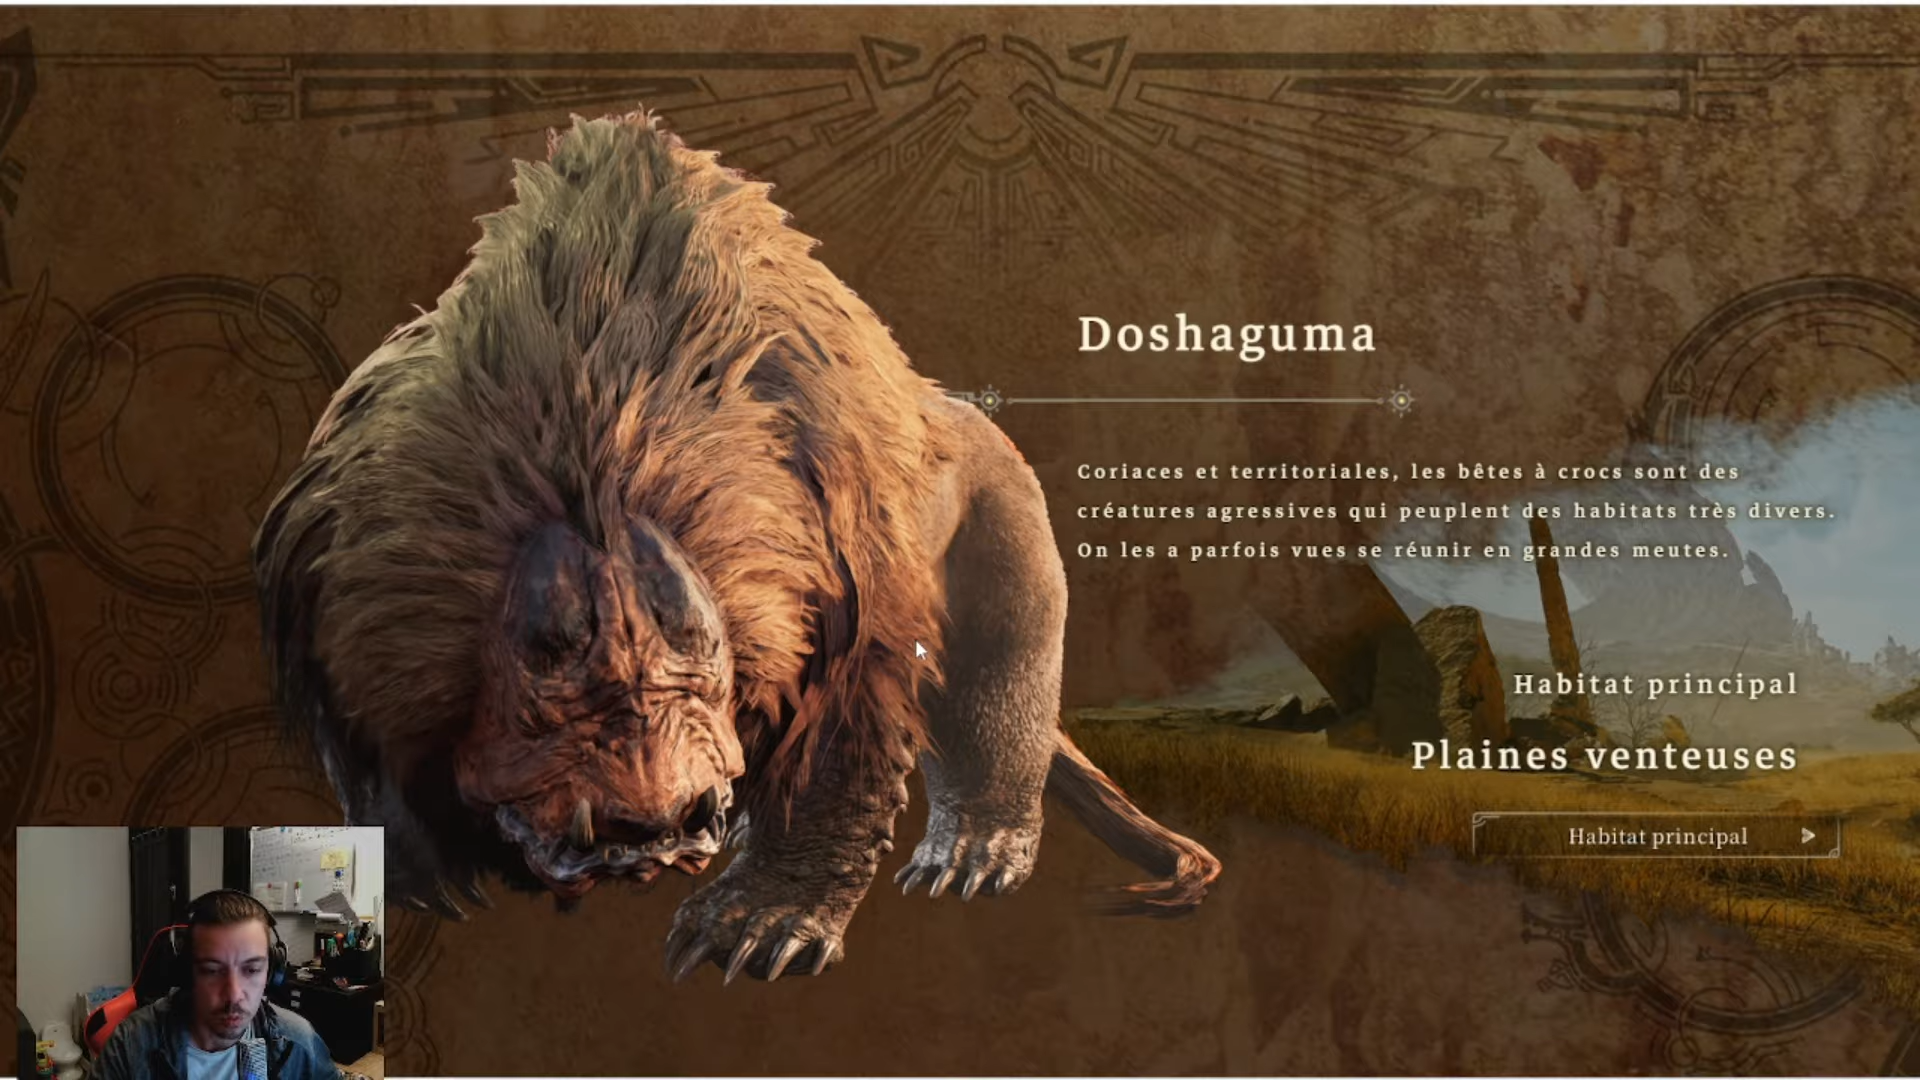 Doshaguma
Coriaces et territoriales, les bêtes à crocs sont des
créatures agressives qui peuplent des habitats très divers.
On les a parfois vues se réunir en grandes meutes.
Habitat principal
Plaines venteuses
Habitat principal